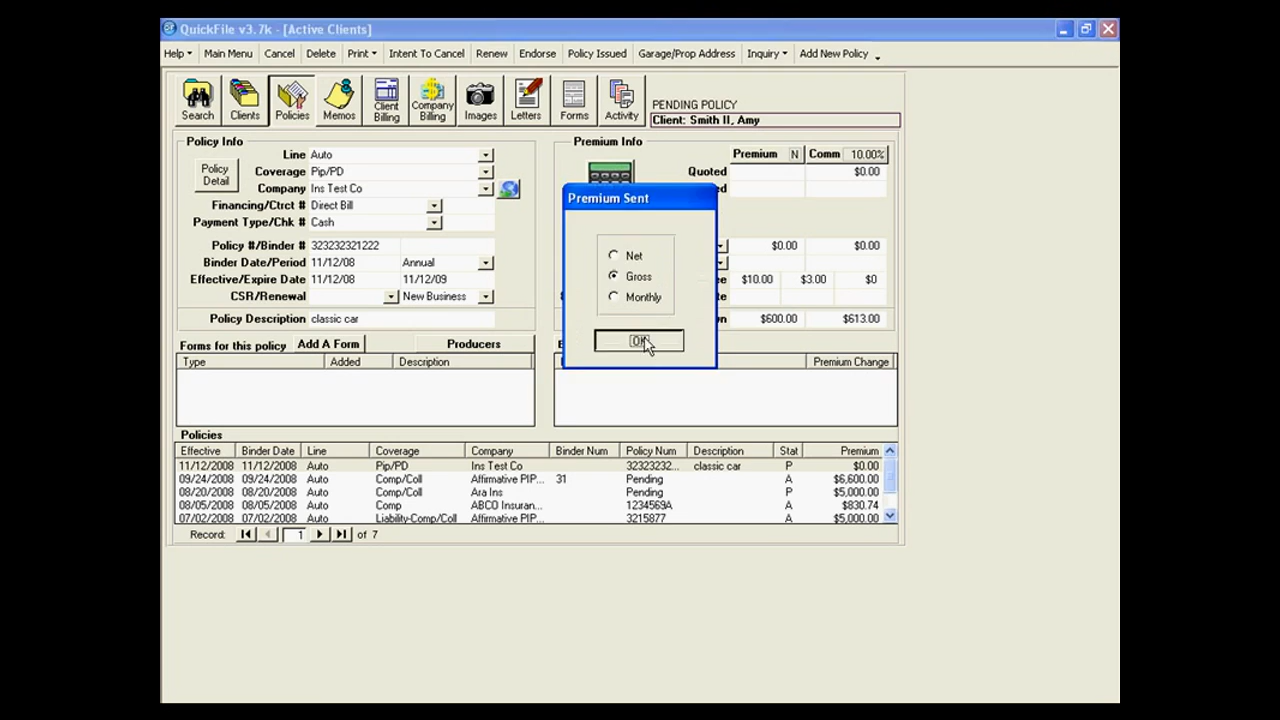 QuickFile v3.7k - [Active Clients]
Help Main Menu Cancel Delete Print Intent To Cancel Renew Endorse Policy Issued Garage/Prop Address Inquiry Add New Policy
Search Clients Policies Memos Client Billing Company Billing Images Letters Forms Activity
PENDING POLICY
Client: Smith II, Amy
Policy Info
Policy Detail
Line Auto
Coverage Pip/PD
Company Ins Test Co
Financing/Ctrct # Direct Bill
Payment Type/Chk # Cash
Policy #/Binder # 323232321222
Binder Date/Period 11/12/08 Annual
Effective/Expire Date 11/12/08 11/12/09
CSR/Renewal New Business
Policy Description classic car
Premium Info
Premium N Comm 10.00%
Quoted $0.00
$0.00 $0.00
$10.00 $3.00 $0
$600.00 $613.00
Premium Sent
Net
Gross
Monthly
OK
Forms for this policy Add A Form Producers
Type Added Description
Premium Change
Policies
Effective Binder Date Line Coverage Company Binder Num Policy Num Description Stat Premium
11/12/2008 11/12/2008 Auto Pip/PD Ins Test Co 32323232... classic car P $0.00
09/24/2008 09/24/2008 Auto Comp/Coll Affirmative PIP... 31 Pending A $6,600.00
08/20/2008 08/20/2008 Auto Comp/Coll Ara Ins Pending P $5,000.00
08/05/2008 08/05/2008 Auto Comp ABCO Insuran... 1234569A A $830.74
07/02/2008 07/02/2008 Auto Liability-Comp/Coll Affirmative PIP... 3215877 A $5,000.00
Record: 1 of 7